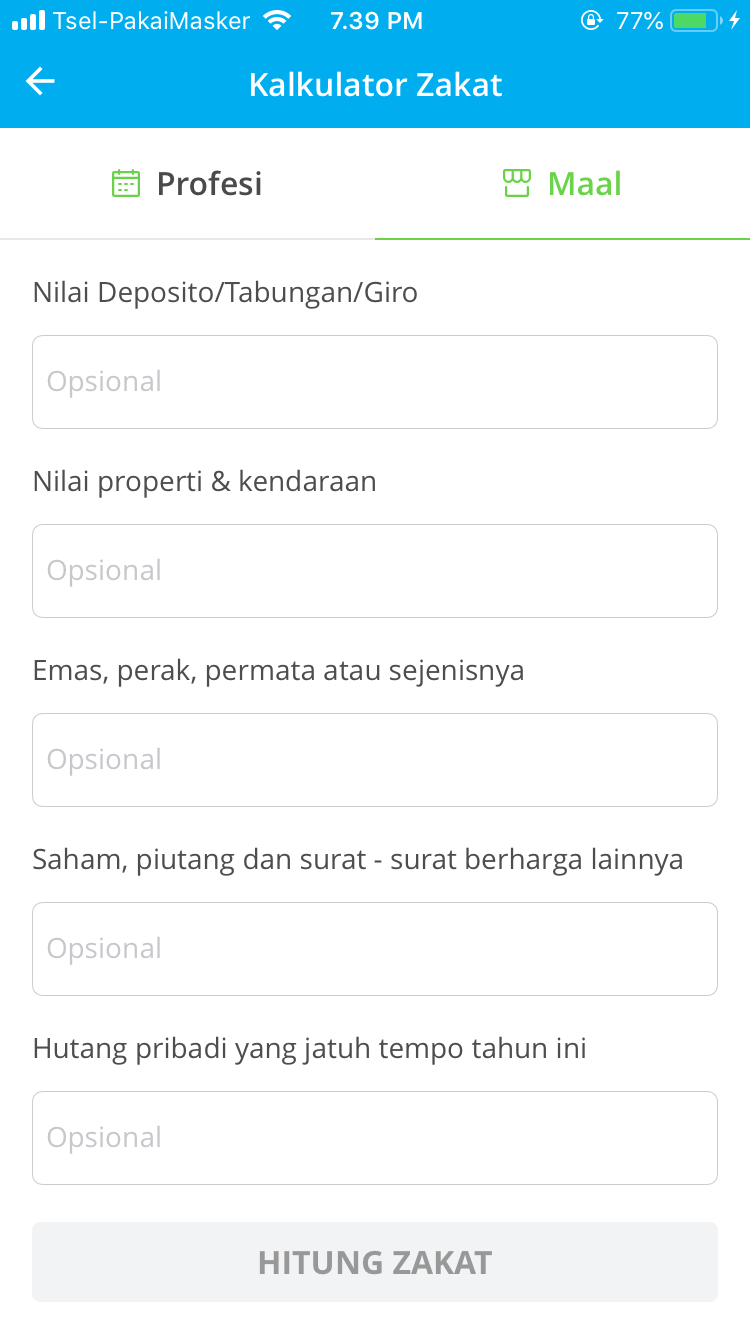 Tsel-PakaiMasker 7.39 PM 77%
Kalkulator Zakat
Profesi Maal
Nilai Deposito/Tabungan/Giro
Opsional
Nilai properti & kendaraan
Opsional
Emas, perak, permata atau sejenisnya
Opsional
Saham, piutang dan surat - surat berharga lainnya
Opsional
Hutang pribadi yang jatuh tempo tahun ini
Opsional
HITUNG ZAKAT